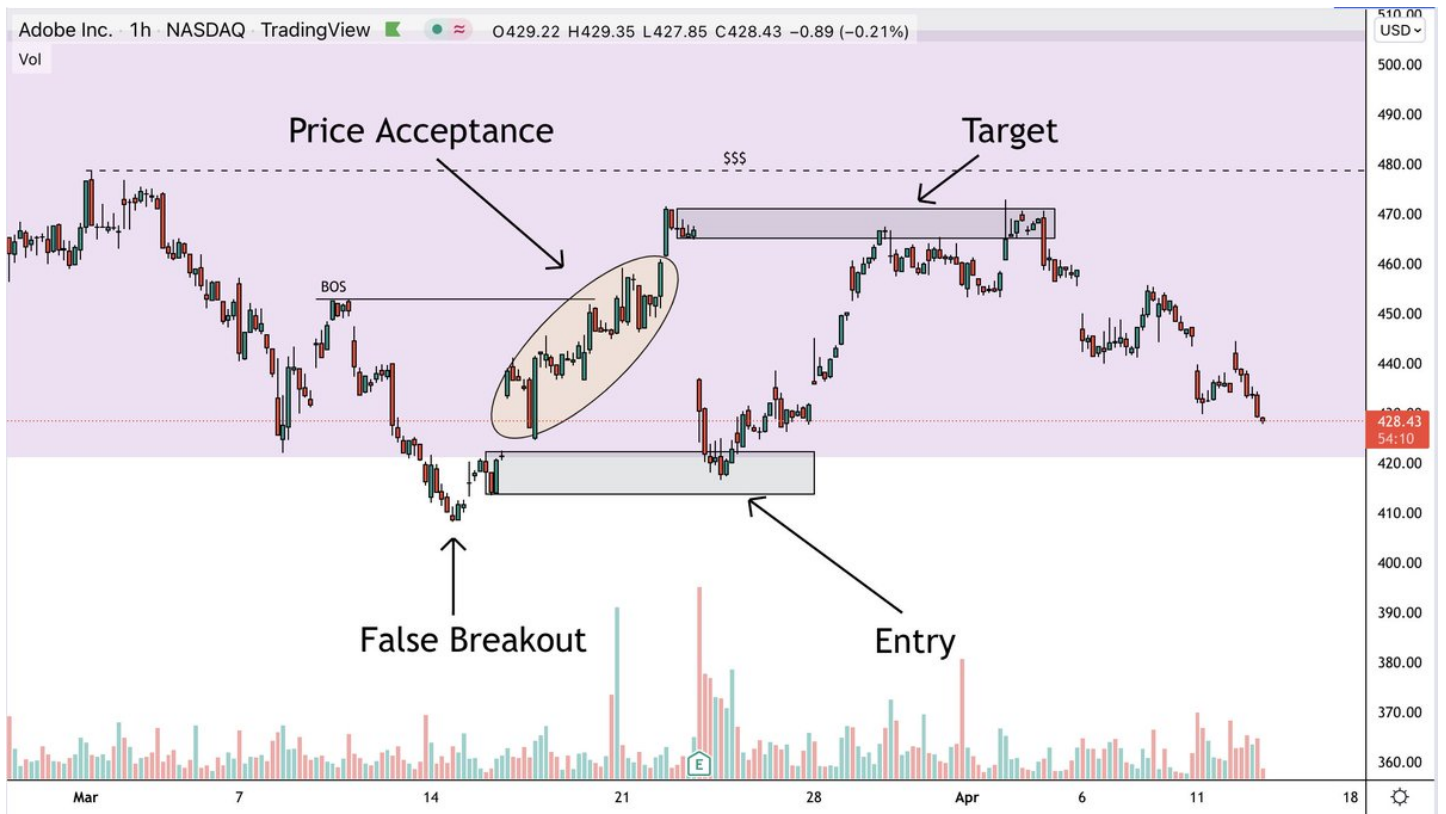 Adobe Inc. · 1h · NASDAQ · TradingView O429.22 H429.35 L427.85 C428.43 −0.89 (−0.21%)
Vol
510.00
USD
500.00
490.00
Price Acceptance
Target
$$$
480.00
470.00
460.00
BOS
450.00
440.00
430.00
428.43
54:10
420.00
410.00
400.00
390.00
False Breakout
Entry
380.00
370.00
E
360.00
Mar 7 14 21 28 Apr 6 11 18